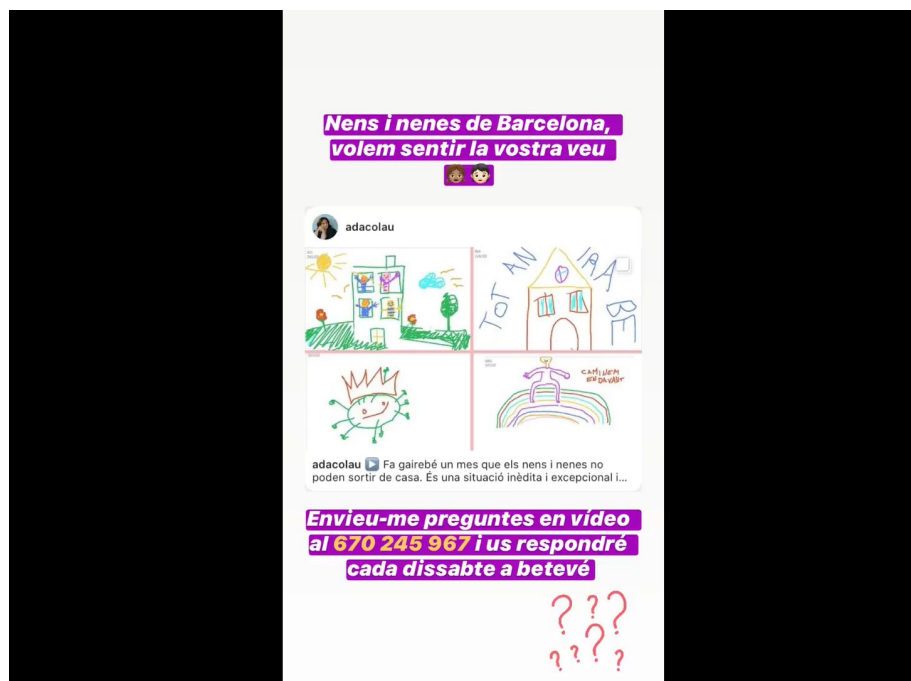 Nens i nenes de Barcelona,
volem sentir la vostra veu
adacolau
TOT AN IRA BE
CAMINEM
ENDAVANT
adacolau ▶ Fa gairebé un mes que els nens i nenes no
poden sortir de casa. És una situació inèdita i excepcional i...
Envieu-me preguntes en vídeo
al 670 245 967 i us respondré
cada dissabte a betevé
? ? ?
? ? ? ?